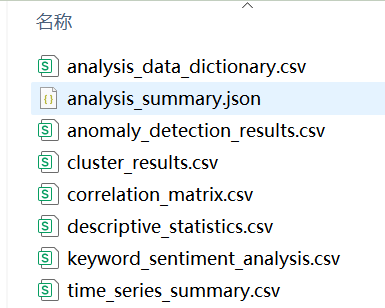 名称
analysis_data_dictionary.csv
analysis_summary.json
anomaly_detection_results.csv
cluster_results.csv
correlation_matrix.csv
descriptive_statistics.csv
keyword_sentiment_analysis.csv
time_series_summary.csv